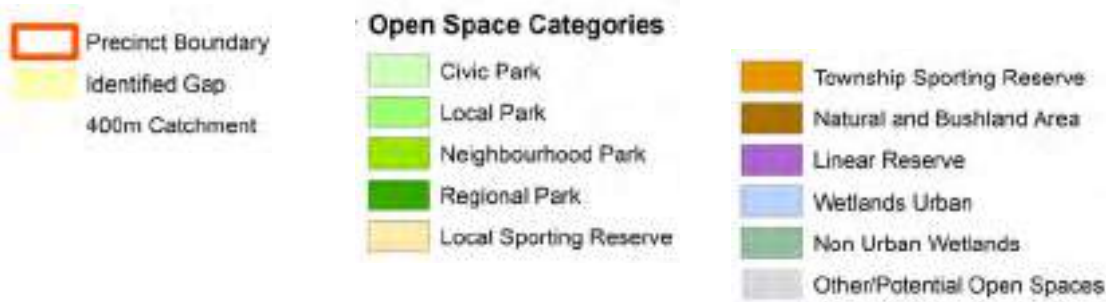 Precinct Boundary
Identified Gap
400m Catchment
Open Space Categories
Civic Park
Local Park
Neighbourhood Park
Regional Park
Local Sporting Reserve
Township Sporting Reserve
Natural and Bushland Area
Linear Reserve
Wetlands Urban
Non Urban Wetlands
Other/Potential Open Spaces